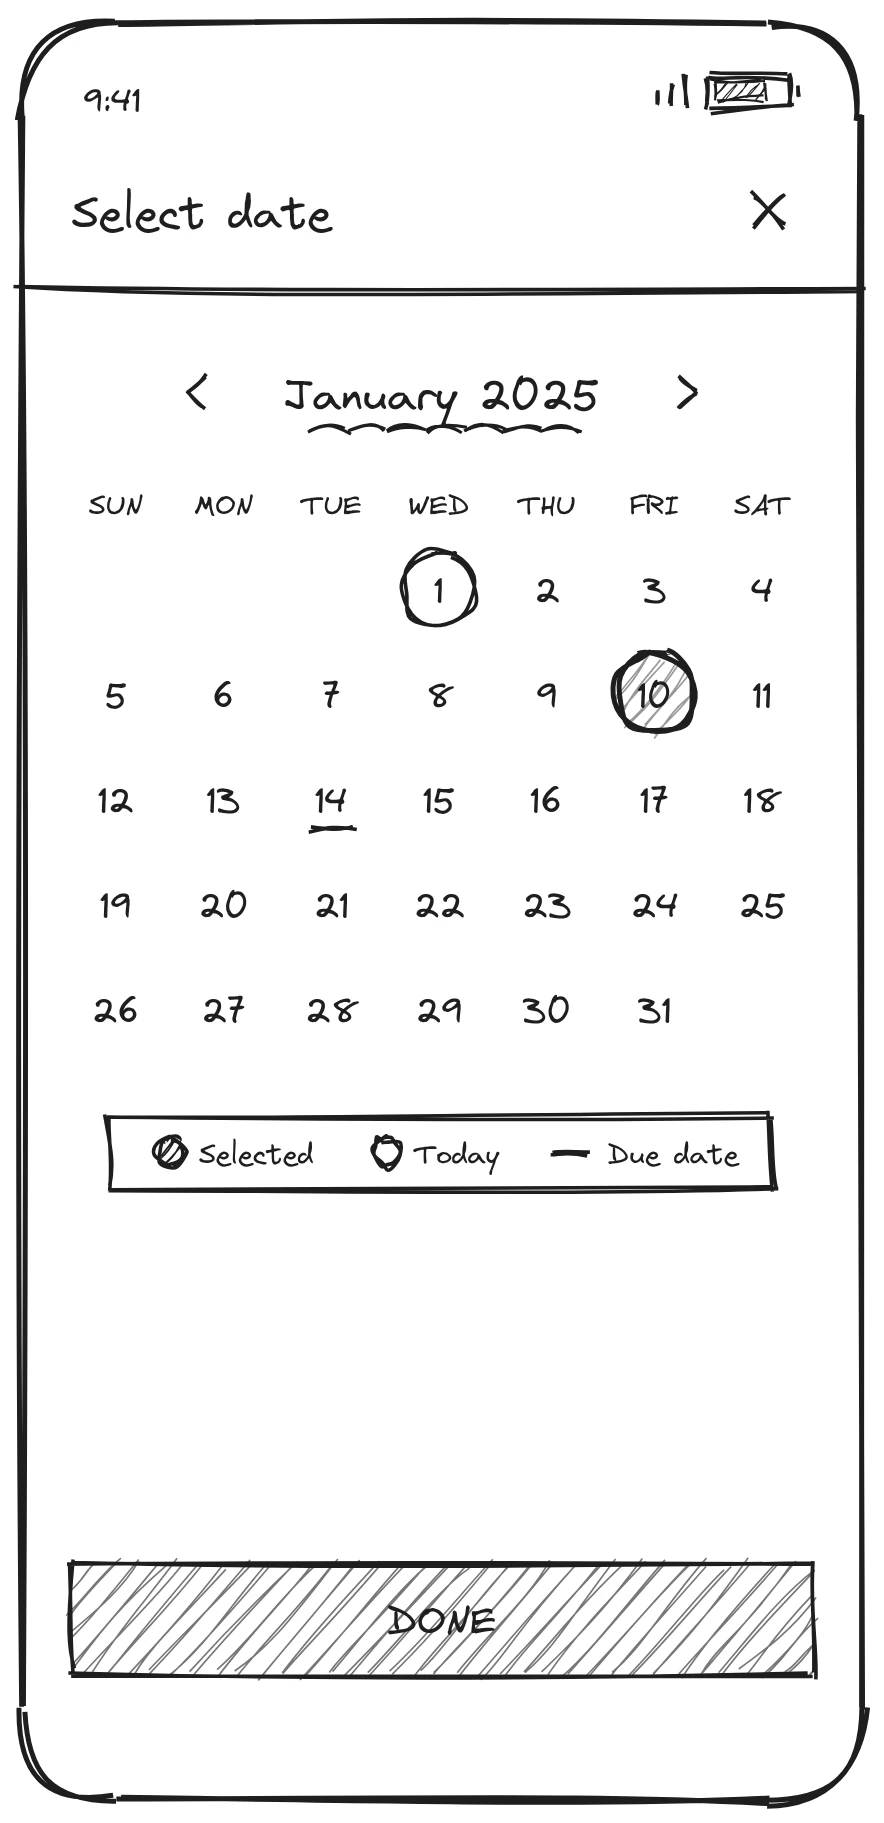 9:41
Select date
January 2025
SUN MON TUE WED THU FRI SAT
1 2 3 4
5 6 7 8 9 10 11
12 13 14 15 16 17 18
19 20 21 22 23 24 25
26 27 28 29 30 31
Selected Today Due date
DONE